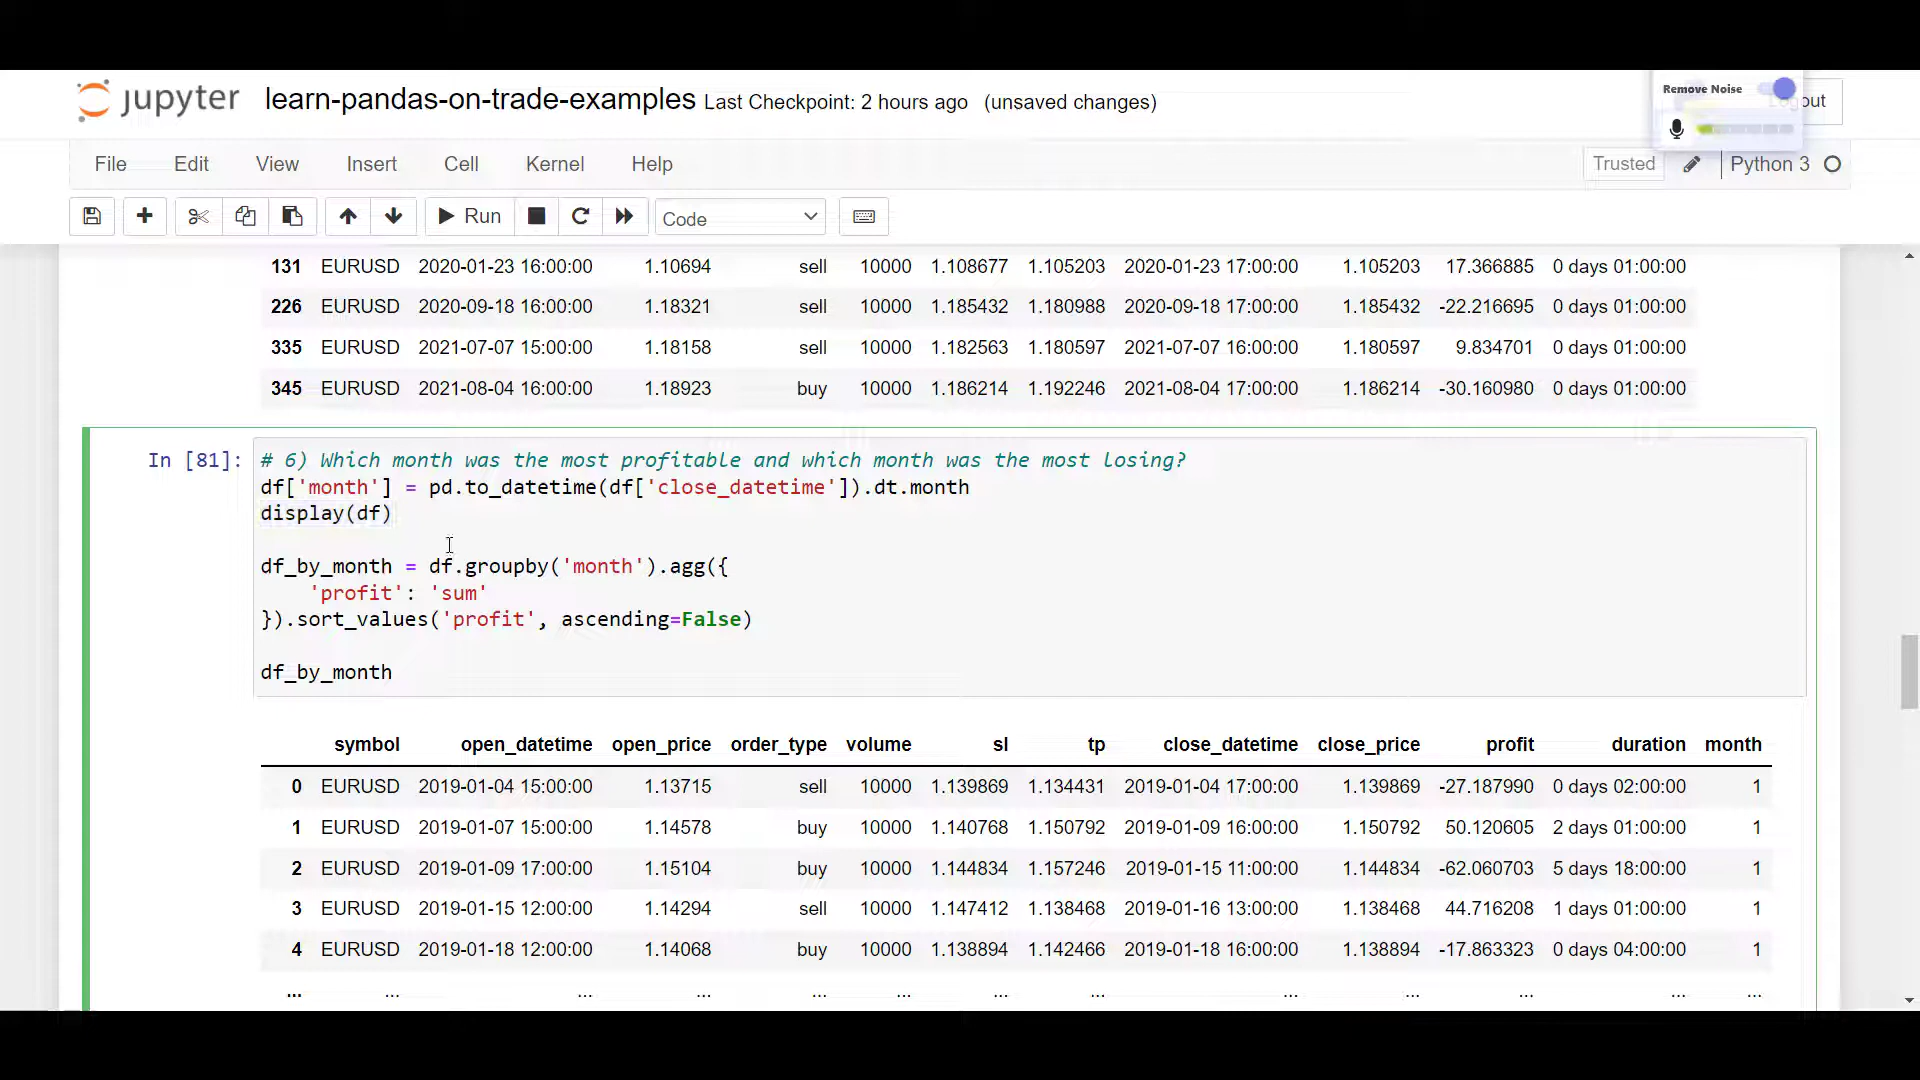 jupyter learn-pandas-on-trade-examples Last Checkpoint: 2 hours ago (unsaved changes)
Remove Noise
out
File Edit View Insert Cell Kernel Help
Trusted Python 3
Run Code
131 EURUSD 2020-01-23 16:00:00 1.10694 sell 10000 1.108677 1.105203 2020-01-23 17:00:00 1.105203 17.366885 0 days 01:00:00
226 EURUSD 2020-09-18 16:00:00 1.18321 sell 10000 1.185432 1.180988 2020-09-18 17:00:00 1.185432 -22.216695 0 days 01:00:00
335 EURUSD 2021-07-07 15:00:00 1.18158 sell 10000 1.182563 1.180597 2021-07-07 16:00:00 1.180597 9.834701 0 days 01:00:00
345 EURUSD 2021-08-04 16:00:00 1.18923 buy 10000 1.186214 1.192246 2021-08-04 17:00:00 1.186214 -30.160980 0 days 01:00:00
In [81]: # 6) Which month was the most profitable and which month was the most losing?
df['month'] = pd.to_datetime(df['close_datetime']).dt.month
display(df)
df_by_month = df.groupby('month').agg({
'profit': 'sum'
}).sort_values('profit', ascending=False)
df_by_month
symbol open_datetime open_price order_type volume sl tp close_datetime close_price profit duration month
0 EURUSD 2019-01-04 15:00:00 1.13715 sell 10000 1.139869 1.134431 2019-01-04 17:00:00 1.139869 -27.187990 0 days 02:00:00 1
1 EURUSD 2019-01-07 15:00:00 1.14578 buy 10000 1.140768 1.150792 2019-01-09 16:00:00 1.150792 50.120605 2 days 01:00:00 1
2 EURUSD 2019-01-09 17:00:00 1.15104 buy 10000 1.144834 1.157246 2019-01-15 11:00:00 1.144834 -62.060703 5 days 18:00:00 1
3 EURUSD 2019-01-15 12:00:00 1.14294 sell 10000 1.147412 1.138468 2019-01-16 13:00:00 1.138468 44.716208 1 days 01:00:00 1
4 EURUSD 2019-01-18 12:00:00 1.14068 buy 10000 1.138894 1.142466 2019-01-18 16:00:00 1.138894 -17.863323 0 days 04:00:00 1
... ... ... ... ... ... ... ... ... ... ... ... ...